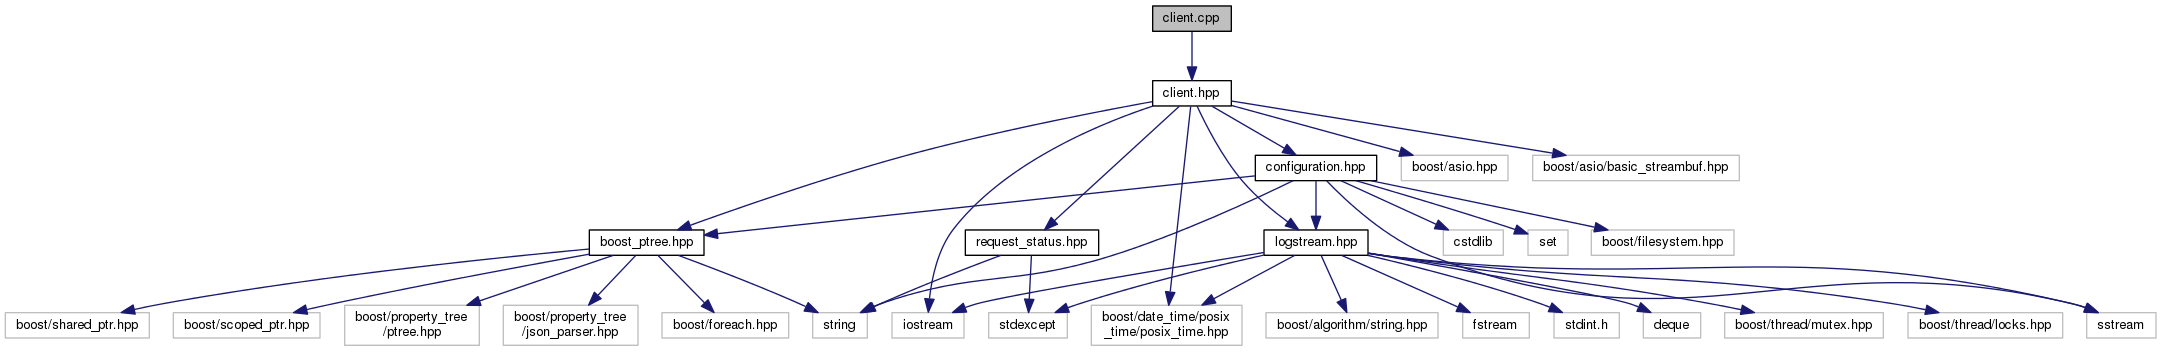 client.cpp
client.hpp
configuration.hpp
boost/asio.hpp
boost/asio/basic_streambuf.hpp
boost_ptree.hpp
request_status.hpp
logstream.hpp
cstdlib
set
boost/filesystem.hpp
boost/shared_ptr.hpp
boost/scoped_ptr.hpp
boost/property_tree
/ptree.hpp
boost/property_tree
/json_parser.hpp
boost/foreach.hpp
string
iostream
stdexcept
boost/date_time/posix
_time/posix_time.hpp
boost/algorithm/string.hpp
fstream
stdint.h
deque
boost/thread/mutex.hpp
boost/thread/locks.hpp
sstream